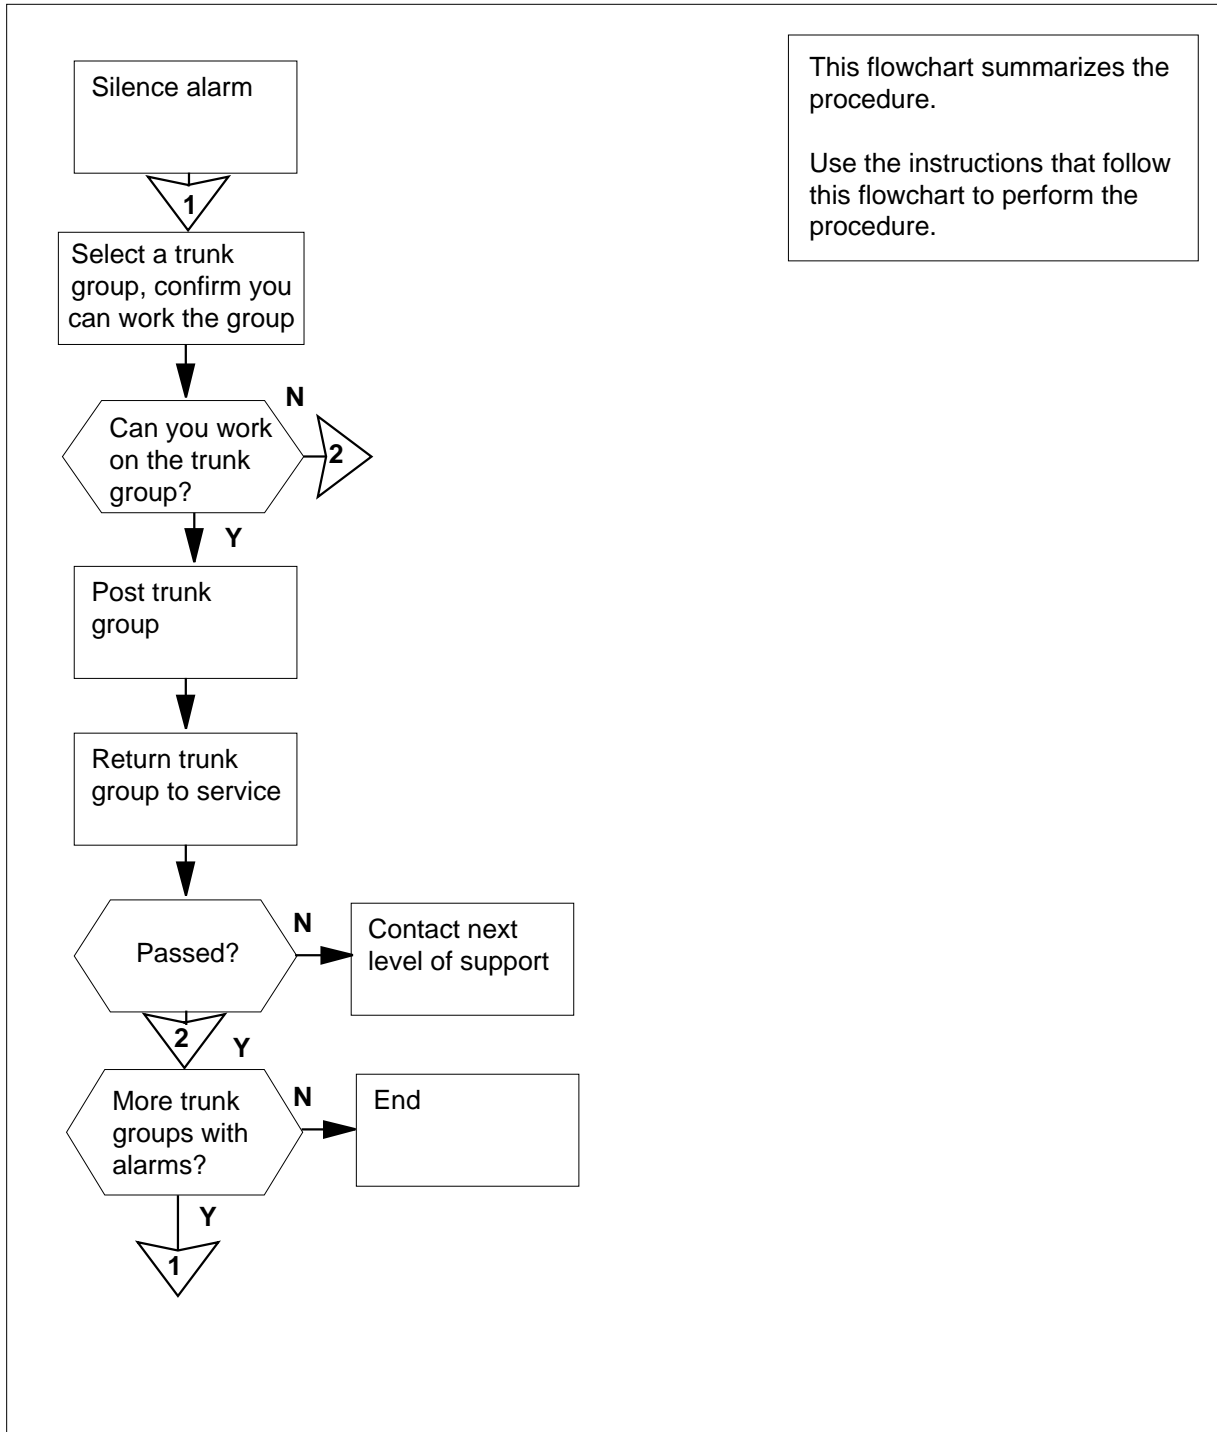 Silence alarm
This flowchart summarizes the
procedure.
Use the instructions that follow
this flowchart to perform the
procedure.
1
Select a trunk
group, confirm you
can work the group
N
Can you work
on the trunk
group?
2
Y
Post trunk
group
Return trunk
group to service
Passed?
N
Contact next
level of support
2
Y
More trunk
groups with
alarms?
N
End
Y
1